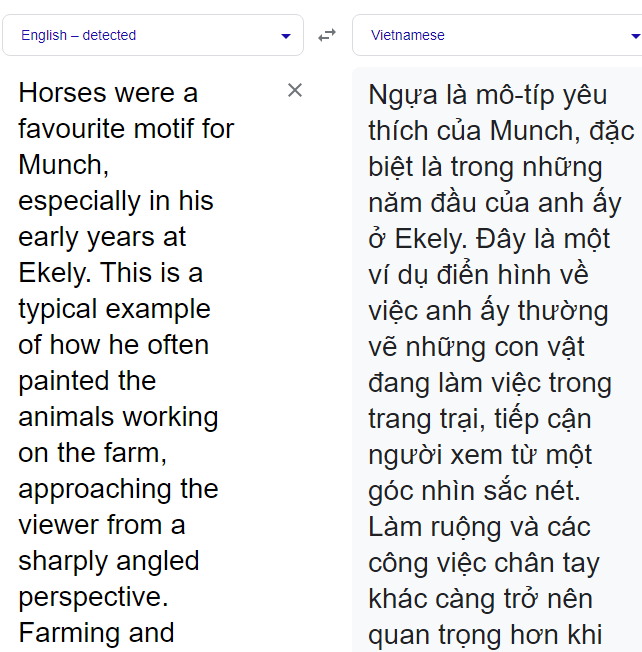 English – detected
Vietnamese
Horses were a
favourite motif for
Munch,
especially in his
early years at
Ekely. This is a
typical example
of how he often
painted the
animals working
on the farm,
approaching the
viewer from a
sharply angled
perspective.
Farming and
Ngựa là mô-típ yêu
thích của Munch, đặc
biệt là trong những
năm đầu của anh ấy
ở Ekely. Đây là một
ví dụ điển hình về
việc anh ấy thường
vẽ những con vật
đang làm việc trong
trang trại, tiếp cận
người xem từ một
góc nhìn sắc nét.
Làm ruộng và các
công việc chân tay
khác càng trở nên
quan trọng hơn khi